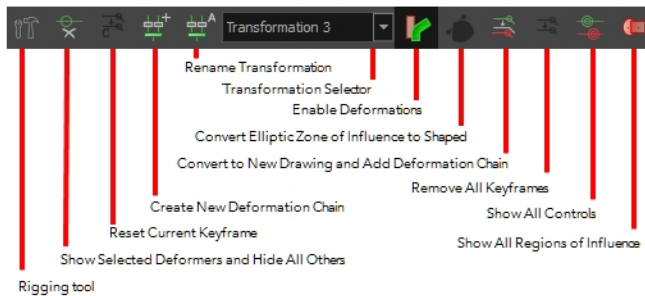 Transformation 3
Rename Transformation
Transformation Selector
Enable Deformations
Convert Elliptic Zone of Influence to Shaped
Convert to New Drawing and Add Deformation Chain
Remove All Keyframes
Create New Deformation Chain
Show All Controls
Reset Current Keyframe
Show All Regions of Influence
Show Selected Deformers and Hide All Others
Rigging tool